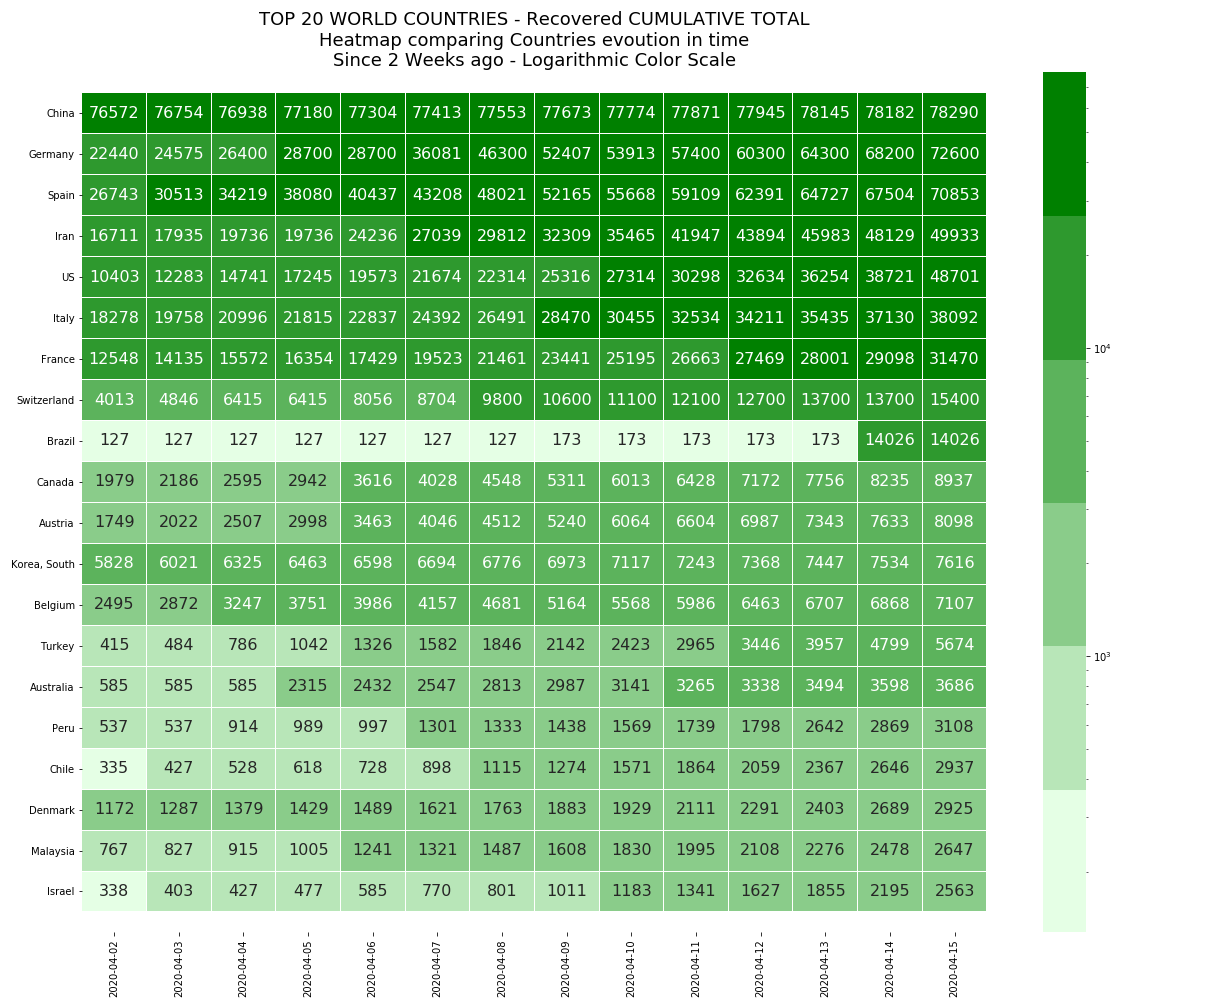 TOP 20 WORLD COUNTRIES - Recovered CUMULATIVE TOTAL
Heatmap comparing Countries evoution in time
Since 2 Weeks ago - Logarithmic Color Scale
China 76572 76754 76938 77180 77304 77413 77553 77673 77774 77871 77945 78145 78182 78290
Germany 22440 24575 26400 28700 28700 36081 46300 52407 53913 57400 60300 64300 68200 72600
Spain 26743 30513 34219 38080 40437 43208 48021 52165 55668 59109 62391 64727 67504 70853
Iran 16711 17935 19736 19736 24236 27039 29812 32309 35465 41947 43894 45983 48129 49933
US 10403 12283 14741 17245 19573 21674 22314 25316 27314 30298 32634 36254 38721 48701
Italy 18278 19758 20996 21815 22837 24392 26491 28470 30455 32534 34211 35435 37130 38092
France 12548 14135 15572 16354 17429 19523 21461 23441 25195 26663 27469 28001 29098 31470
10⁴
Switzerland 4013 4846 6415 6415 8056 8704 9800 10600 11100 12100 12700 13700 13700 15400
Brazil 127 127 127 127 127 127 127 173 173 173 173 173 14026 14026
Canada 1979 2186 2595 2942 3616 4028 4548 5311 6013 6428 7172 7756 8235 8937
Austria 1749 2022 2507 2998 3463 4046 4512 5240 6064 6604 6987 7343 7633 8098
Korea, South 5828 6021 6325 6463 6598 6694 6776 6973 7117 7243 7368 7447 7534 7616
Belgium 2495 2872 3247 3751 3986 4157 4681 5164 5568 5986 6463 6707 6868 7107
Turkey 415 484 786 1042 1326 1582 1846 2142 2423 2965 3446 3957 4799 5674
10³
Australia 585 585 585 2315 2432 2547 2813 2987 3141 3265 3338 3494 3598 3686
Peru 537 537 914 989 997 1301 1333 1438 1569 1739 1798 2642 2869 3108
Chile 335 427 528 618 728 898 1115 1274 1571 1864 2059 2367 2646 2937
Denmark 1172 1287 1379 1429 1489 1621 1763 1883 1929 2111 2291 2403 2689 2925
Malaysia 767 827 915 1005 1241 1321 1487 1608 1830 1995 2108 2276 2478 2647
Israel 338 403 427 477 585 770 801 1011 1183 1341 1627 1855 2195 2563
2020-04-02 2020-04-03 2020-04-04 2020-04-05 2020-04-06 2020-04-07 2020-04-08 2020-04-09 2020-04-10 2020-04-11 2020-04-12 2020-04-13 2020-04-14 2020-04-15